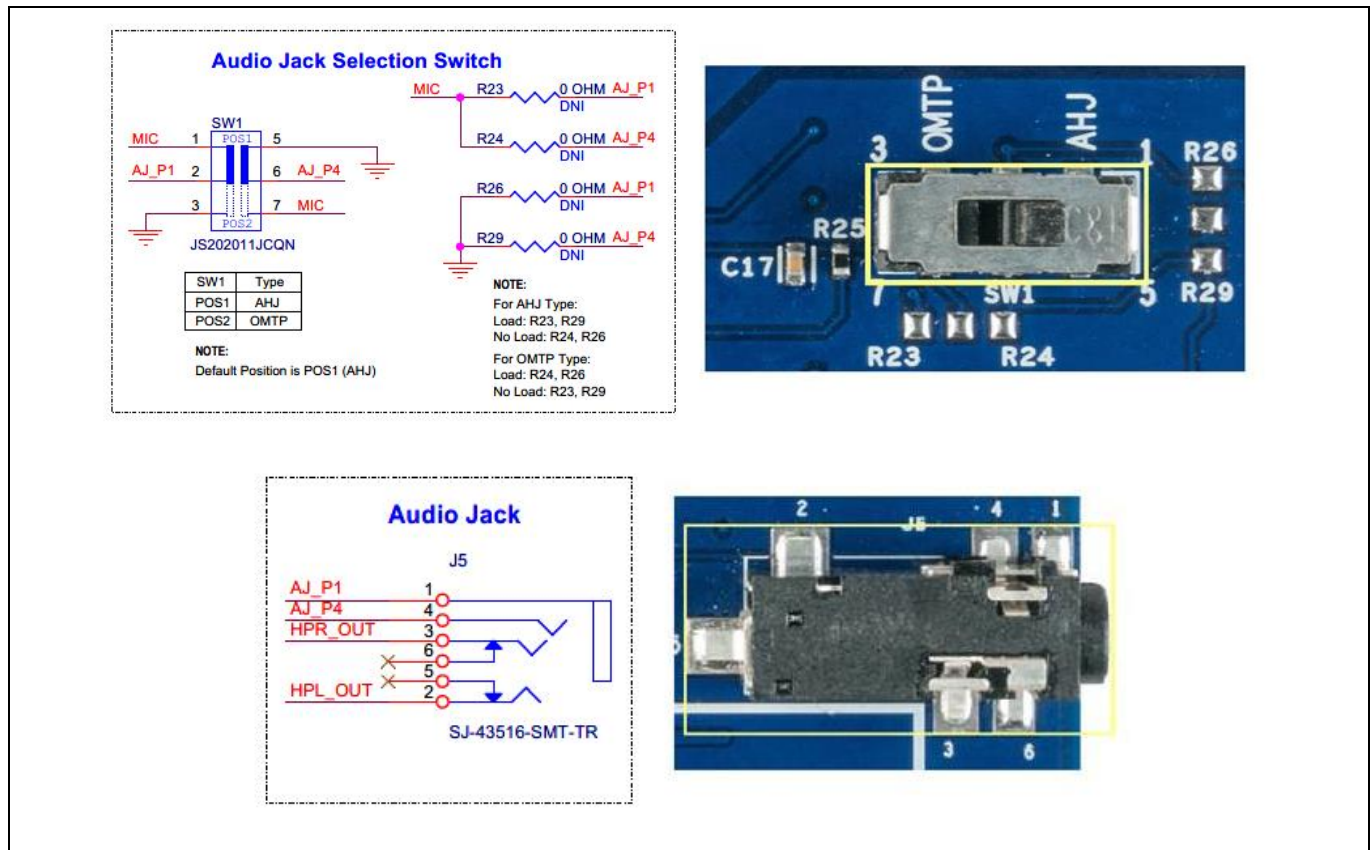 Audio Jack Selection Switch
SW1
MIC 1 POS1 5
AJ_P1 2 6 AJ_P4
3 7 MIC
POS2
JS202011JCQN
SW1 Type
POS1 AHJ
POS2 OMTP
NOTE:
Default Position is POS1 (AHJ)
MIC R23 0 OHM AJ_P1
DNI
R24 0 OHM AJ_P4
DNI
R26 0 OHM AJ_P1
DNI
R29 0 OHM AJ_P4
DNI
NOTE:
For AHJ Type:
Load: R23, R29
No Load: R24, R26
For OMTP Type:
Load: R24, R26
No Load: R23, R29
OMTP
AHJ
3 1 R26
R25
C17
7 SW1 5 R29
R23 R24
Audio Jack
J5
AJ_P1 1
AJ_P4 4
HPR_OUT 3
6
5
HPL_OUT 2
SJ-43516-SMT-TR
2 J5 4 1
3 6